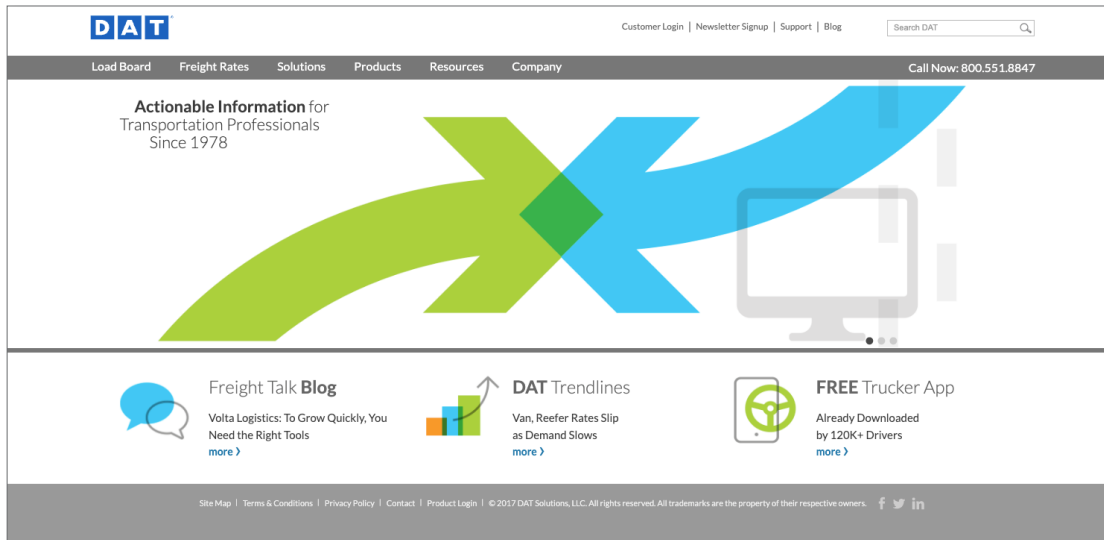 DAT
Customer Login | Newsletter Signup | Support | Blog
Search DAT
Load Board Freight Rates Solutions Products Resources Company
Call Now: 800.551.8847
Actionable Information for
Transportation Professionals
Since 1978
Freight Talk Blog
Volta Logistics: To Grow Quickly, You
Need the Right Tools
more ❯
DAT Trendlines
Van, Reefer Rates Slip
as Demand Slows
more ❯
FREE Trucker App
Already Downloaded
by 120K+ Drivers
more ❯
Site Map | Terms & Conditions | Privacy Policy | Contact | Product Login | © 2017 DAT Solutions, LLC. All rights reserved. All trademarks are the property of their respective owners.